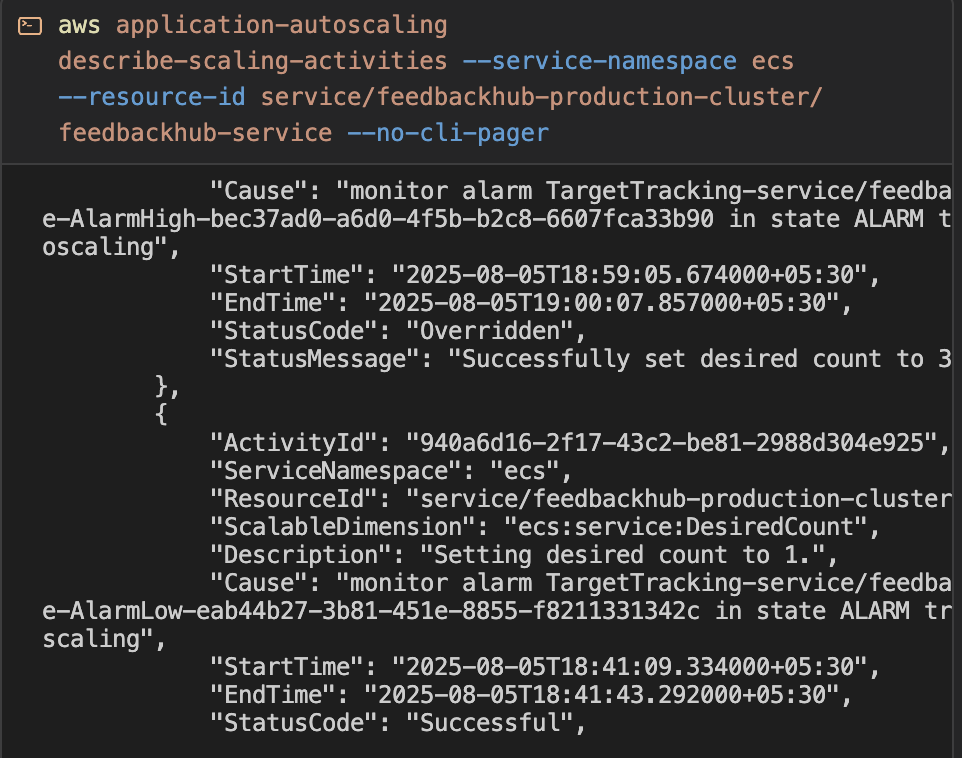 aws application-autoscaling
describe-scaling-activities --service-namespace ecs
--resource-id service/feedbackhub-production-cluster/
feedbackhub-service --no-cli-pager
"Cause": "monitor alarm TargetTracking-service/feedba
e-AlarmHigh-bec37ad0-a6d0-4f5b-b2c8-6607fca33b90 in state ALARM t
oscaling",
"StartTime": "2025-08-05T18:59:05.674000+05:30",
"EndTime": "2025-08-05T19:00:07.857000+05:30",
"StatusCode": "Overridden",
"StatusMessage": "Successfully set desired count to 3
},
{
"ActivityId": "940a6d16-2f17-43c2-be81-2988d304e925",
"ServiceNamespace": "ecs",
"ResourceId": "service/feedbackhub-production-cluster
"ScalableDimension": "ecs:service:DesiredCount",
"Description": "Setting desired count to 1.",
"Cause": "monitor alarm TargetTracking-service/feedba
e-AlarmLow-eab44b27-3b81-451e-8855-f8211331342c in state ALARM tr
scaling",
"StartTime": "2025-08-05T18:41:09.334000+05:30",
"EndTime": "2025-08-05T18:41:43.292000+05:30",
"StatusCode": "Successful",